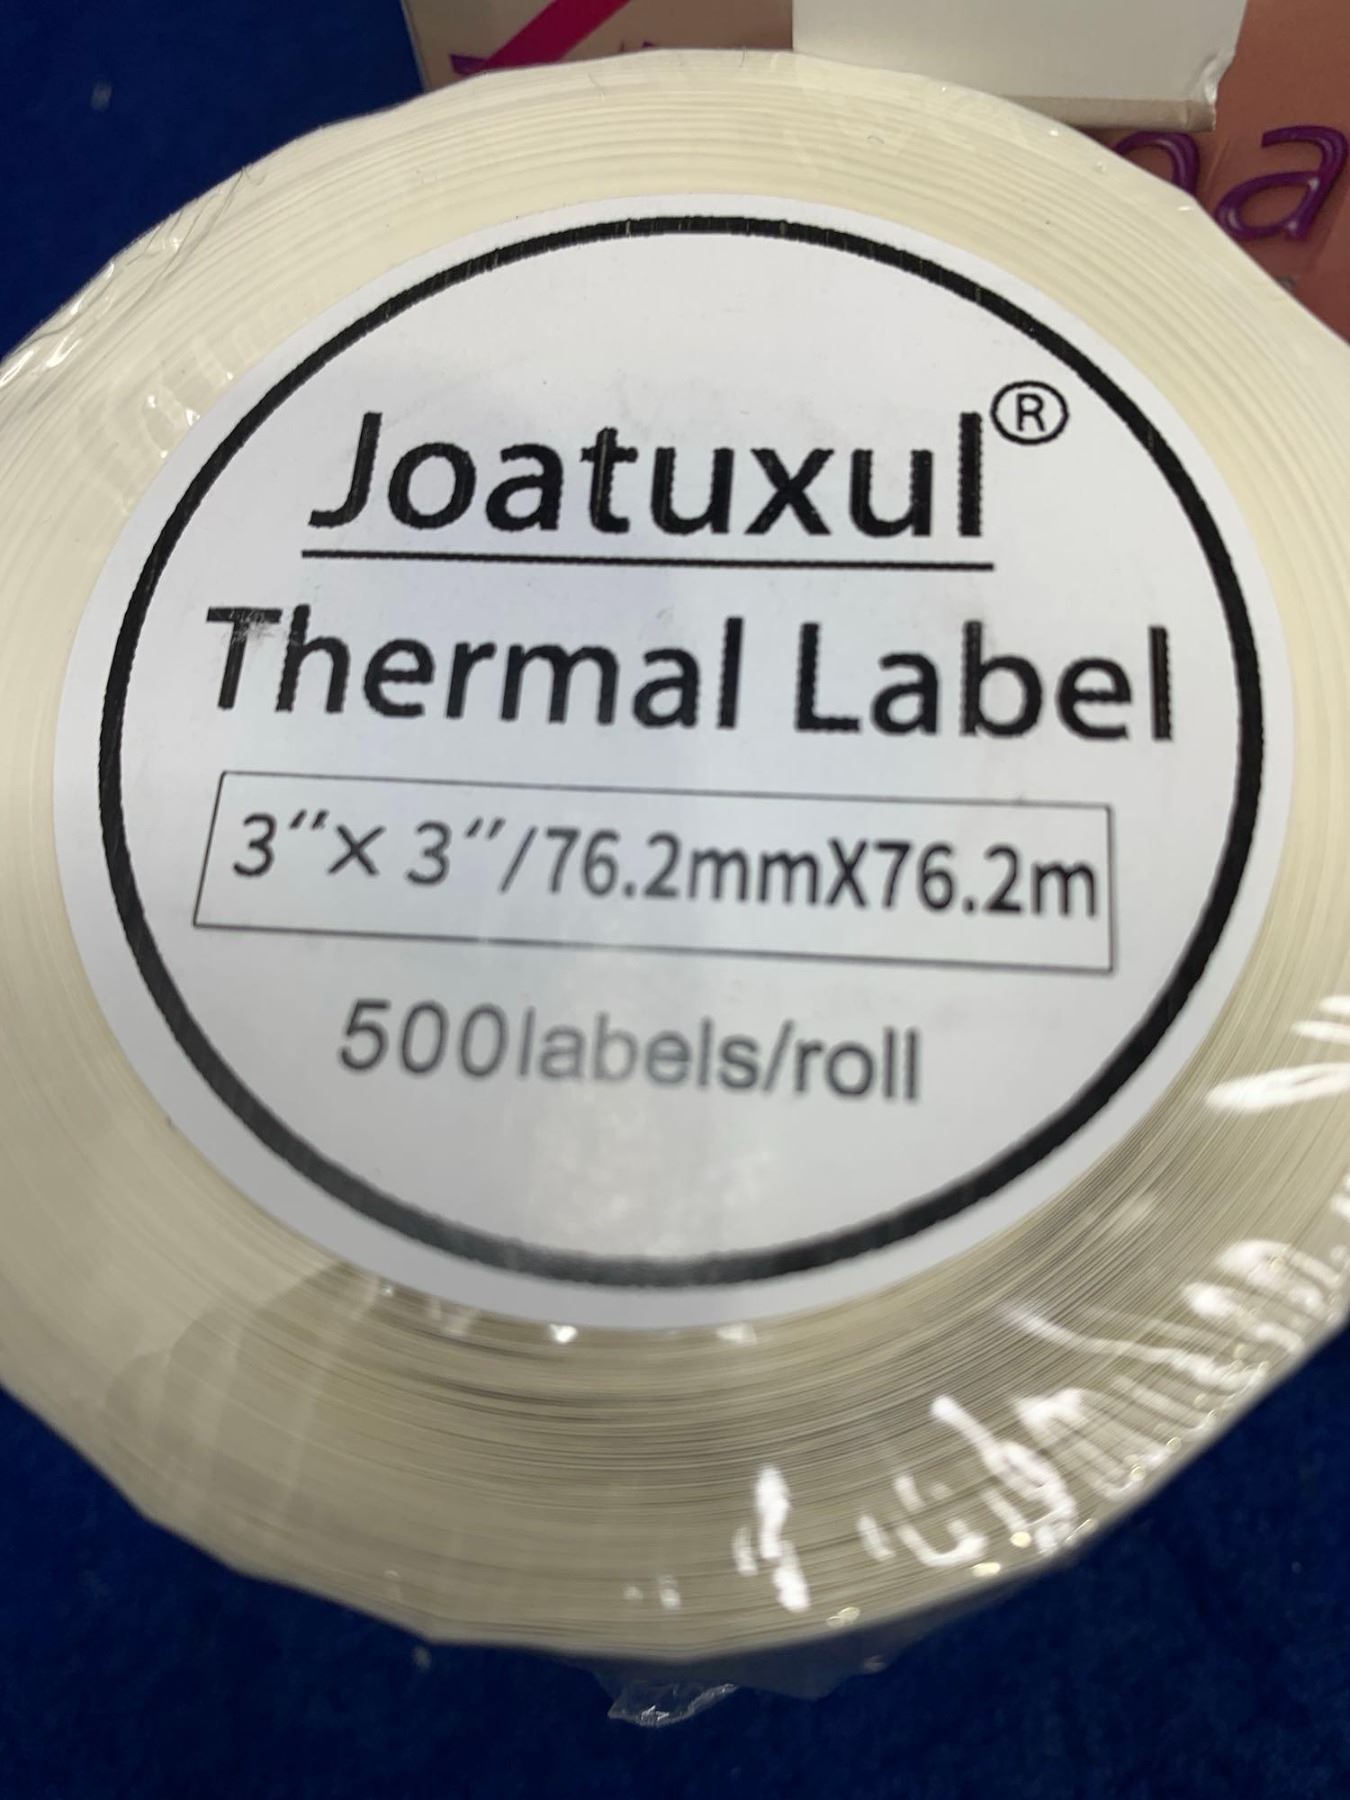 Joatuxul®
Thermal Label
3″× 3″/76.2mmX76.2m
500labels/roll